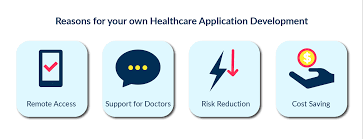 Reasons for your own Healthcare Application Development
Remote Access
Support for Doctors
Risk Reduction
Cost Saving